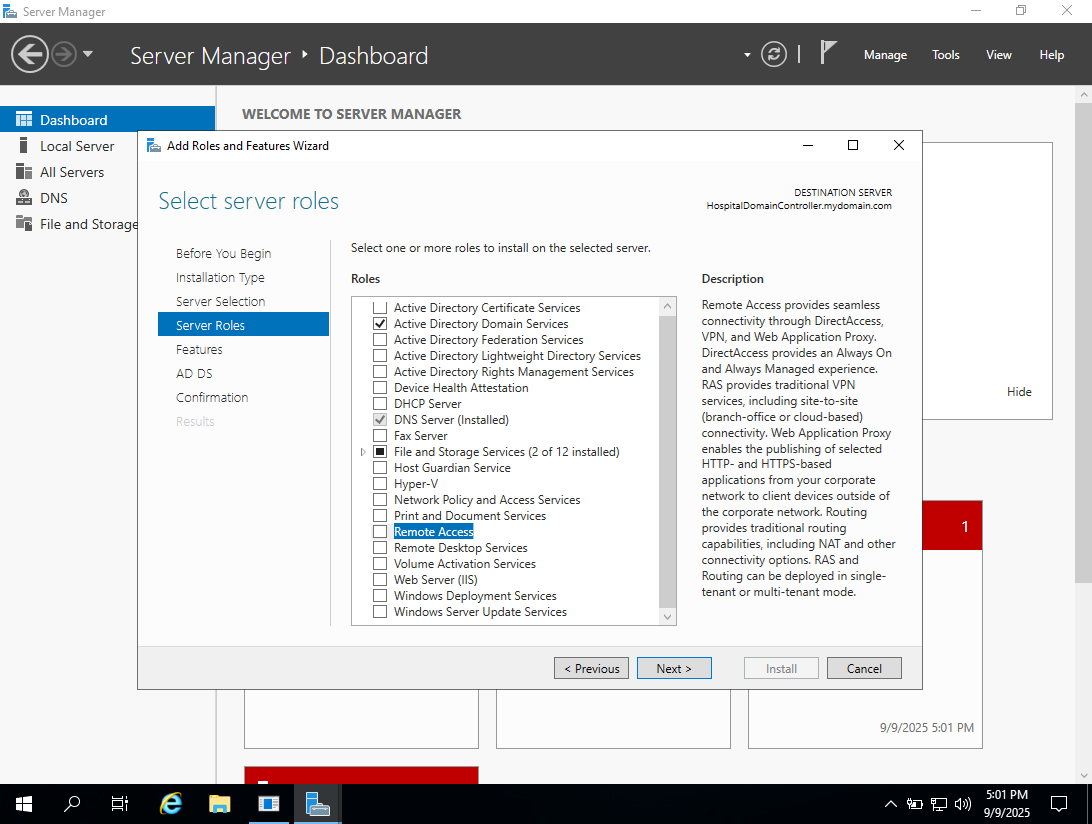 Server Manager
Server Manager ‣ Dashboard
Manage
Tools
View
Help
Dashboard
Local Server
All Servers
DNS
File and Storage
WELCOME TO SERVER MANAGER
Add Roles and Features Wizard
Select server roles
DESTINATION SERVER
HospitalDomainController.mydomain.com
Before You Begin
Installation Type
Server Selection
Server Roles
Features
AD DS
Confirmation
Results
Select one or more roles to install on the selected server.
Roles
Active Directory Certificate Services
Active Directory Domain Services
Active Directory Federation Services
Active Directory Lightweight Directory Services
Active Directory Rights Management Services
Device Health Attestation
DHCP Server
DNS Server (Installed)
Fax Server
File and Storage Services (2 of 12 installed)
Host Guardian Service
Hyper-V
Network Policy and Access Services
Print and Document Services
Remote Access
Remote Desktop Services
Volume Activation Services
Web Server (IIS)
Windows Deployment Services
Windows Server Update Services
Description
Remote Access provides seamless
connectivity through DirectAccess,
VPN, and Web Application Proxy.
DirectAccess provides an Always On
and Always Managed experience.
RAS provides traditional VPN
services, including site-to-site
(branch-office or cloud-based)
connectivity. Web Application Proxy
enables the publishing of selected
HTTP- and HTTPS-based
applications from your corporate
network to client devices outside of
the corporate network. Routing
provides traditional routing
capabilities, including NAT and other
connectivity options. RAS and
Routing can be deployed in single-
tenant or multi-tenant mode.
Hide
1
< Previous
Next >
Install
Cancel
9/9/2025 5:01 PM
5:01 PM
9/9/2025